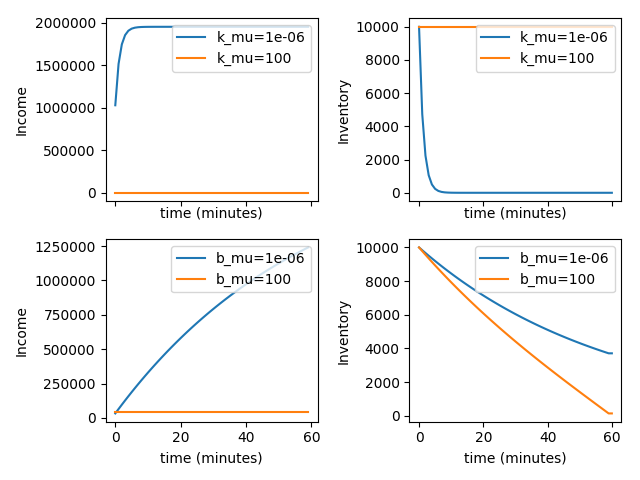 2000000
1500000
1000000
500000
0
Income
k_mu=1e-06
k_mu=100
time (minutes)
10000
8000
6000
4000
2000
0
Inventory
k_mu=1e-06
k_mu=100
time (minutes)
1250000
1000000
750000
500000
250000
0
Income
b_mu=1e-06
b_mu=100
0 20 40 60
time (minutes)
10000
8000
6000
4000
2000
0
Inventory
b_mu=1e-06
b_mu=100
0 20 40 60
time (minutes)